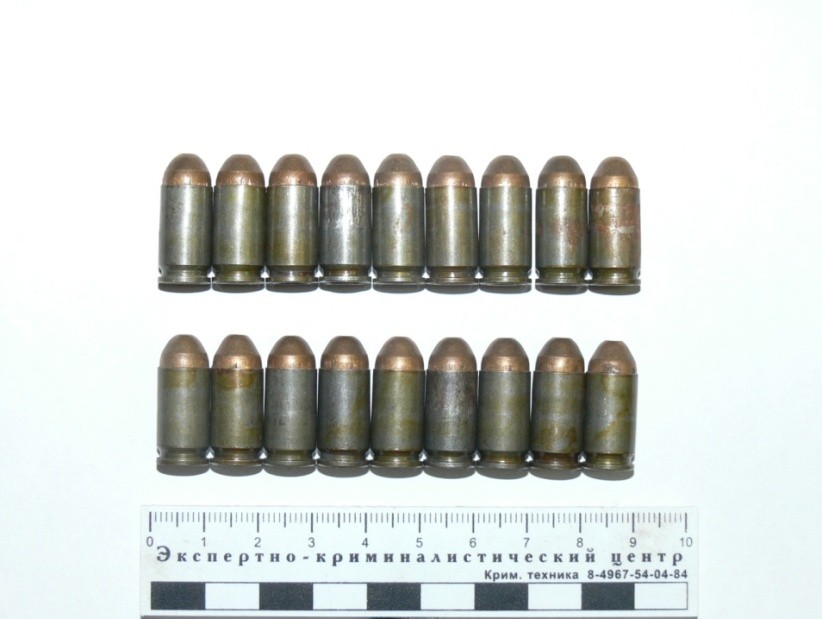 0 1 2 3 4 5 6 7 8 9 10
Экспертно-криминалистический центр
Крим. техника 8-4967-54-04-84